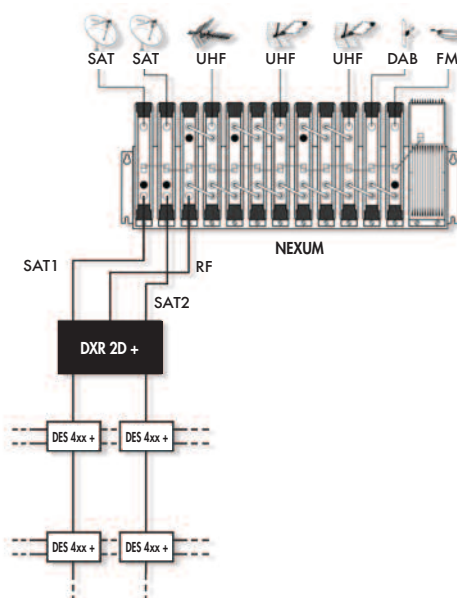 SAT SAT UHF UHF UHF DAB FM
NEXUM
SAT1
RF
SAT2
DXR 2D +
DES 4xx + DES 4xx +
DES 4xx + DES 4xx +